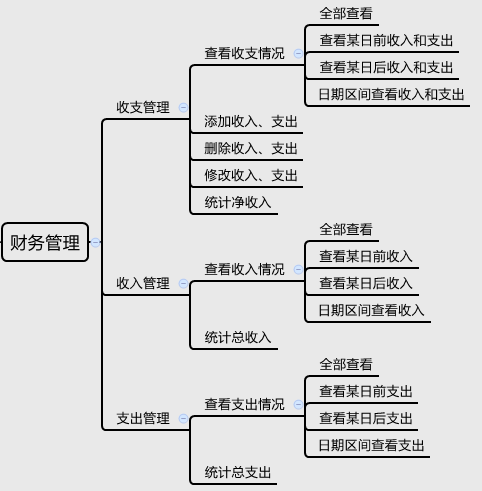 财务管理
收支管理
查看收支情况
全部查看
查看某日前收入和支出
查看某日后收入和支出
日期区间查看收入和支出
添加收入、支出
删除收入、支出
修改收入、支出
统计净收入
收入管理
查看收入情况
全部查看
查看某日前收入
查看某日后收入
日期区间查看收入
统计总收入
支出管理
查看支出情况
全部查看
查看某日前支出
查看某日后支出
日期区间查看支出
统计总支出